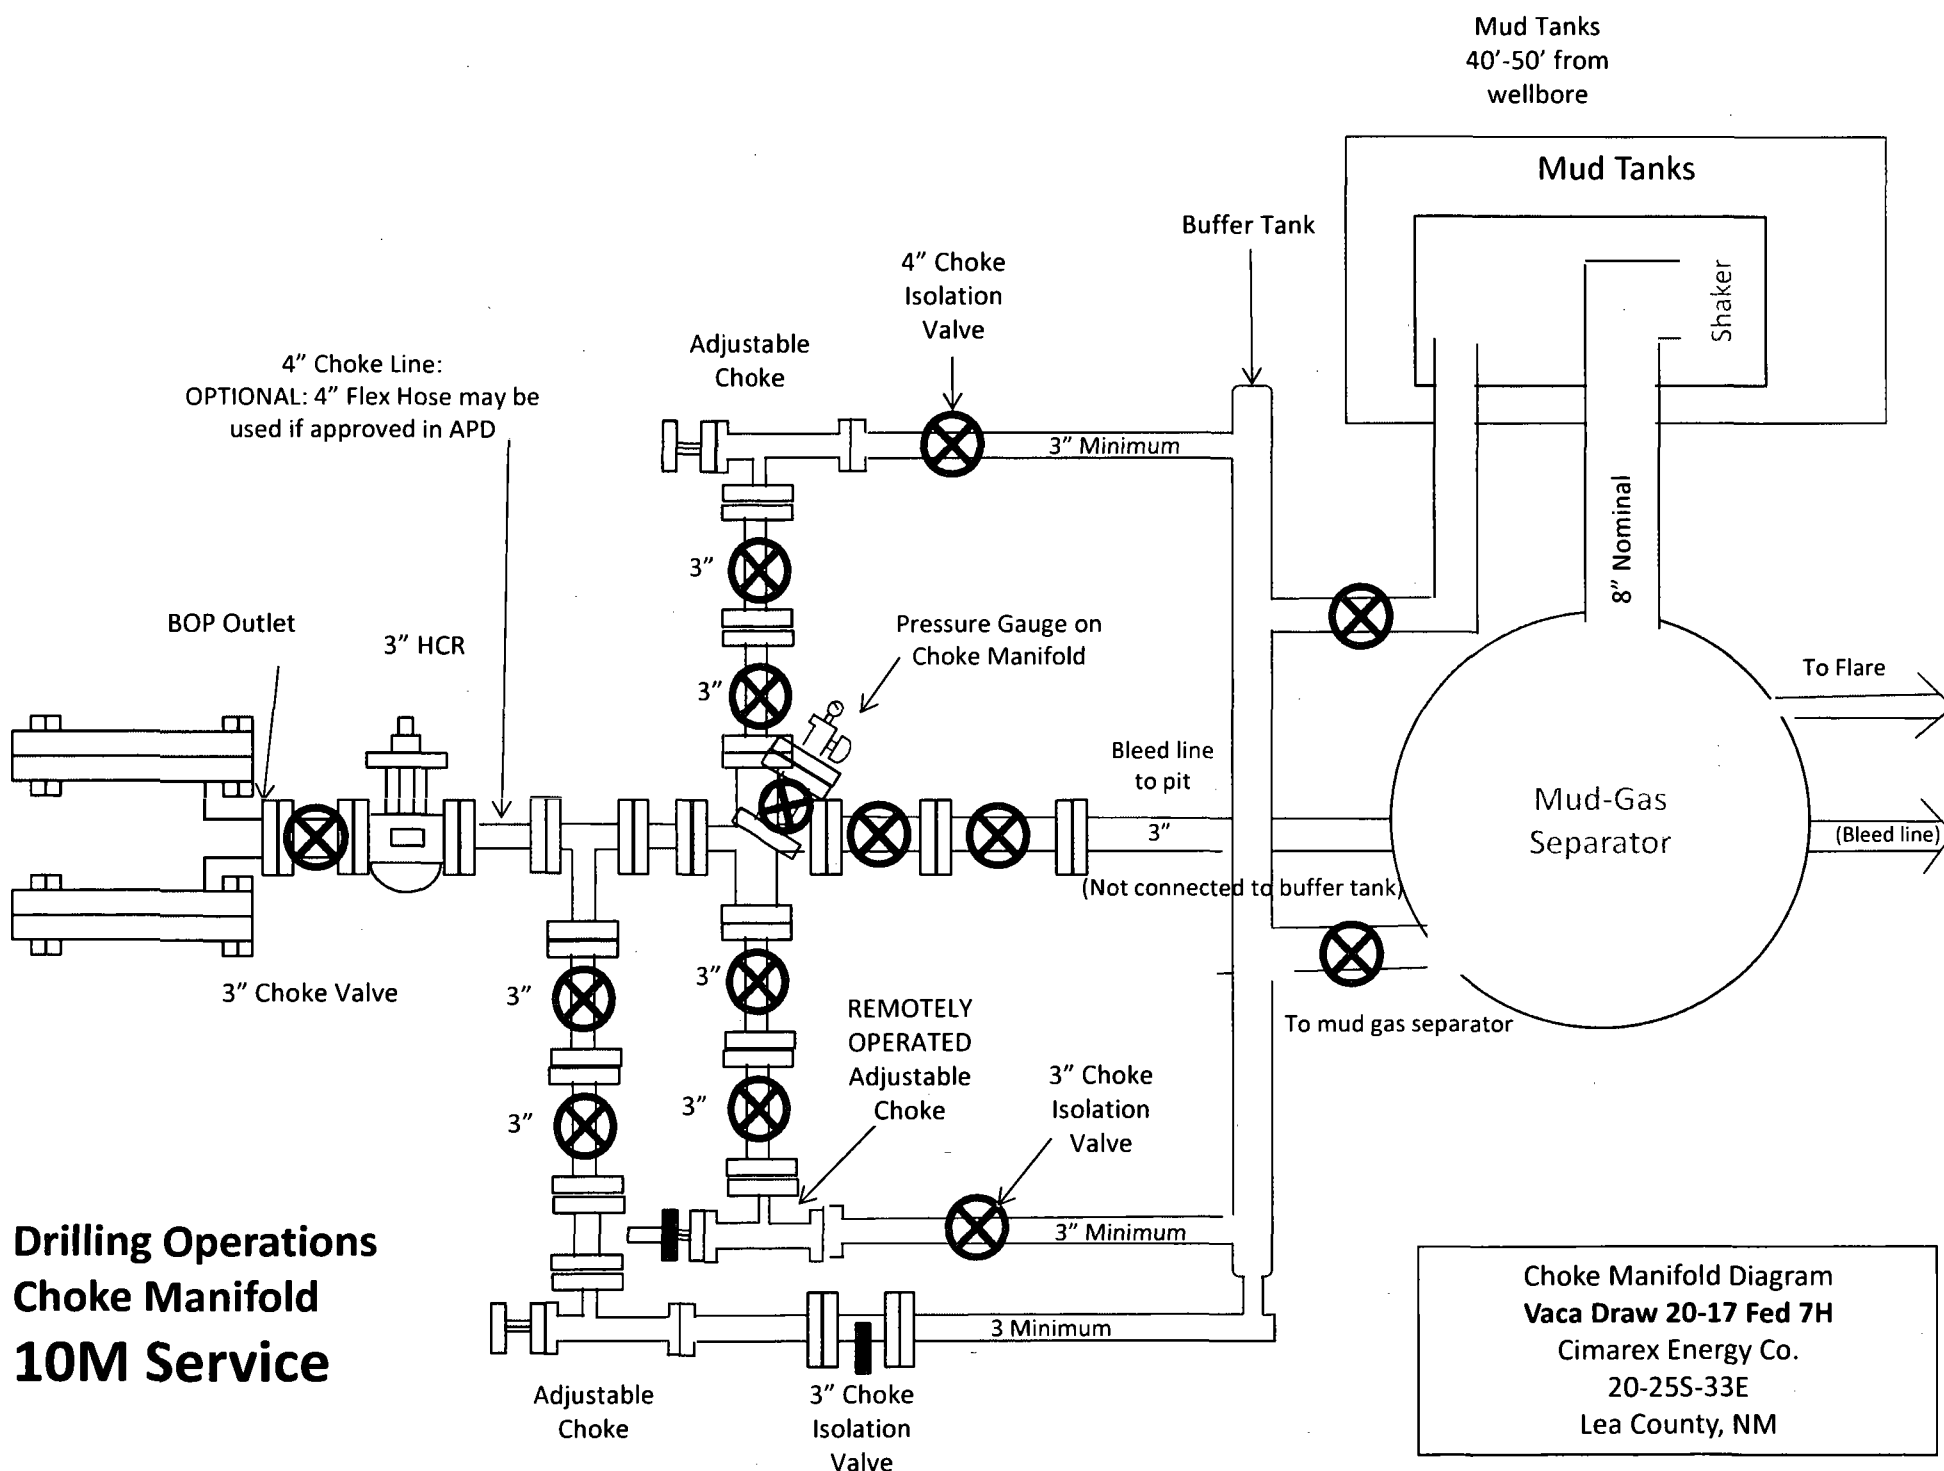 Mud Tanks
40’-50’ from
wellbore
Mud Tanks
Shaker
Buffer Tank
4” Choke
Isolation
Valve
Adjustable
Choke
4” Choke Line:
OPTIONAL: 4” Flex Hose may be
used if approved in APD
3” Minimum
8” Nominal
3”
BOP Outlet
3” HCR
Pressure Gauge on
Choke Manifold
3”
To Flare
Bleed line
to pit
3”
Mud-Gas
Separator
(Bleed line)
(Not connected to buffer tank)
3” Choke Valve
3”
3”
REMOTELY
OPERATED
Adjustable
Choke
To mud gas separator
3” Choke
Isolation
Valve
3”
3”
3” Minimum
3 Minimum
Adjustable
Choke
3” Choke
Isolation
Valve
Drilling Operations
Choke Manifold
10M Service
Choke Manifold Diagram
Vaca Draw 20-17 Fed 7H
Cimarex Energy Co.
20-25S-33E
Lea County, NM